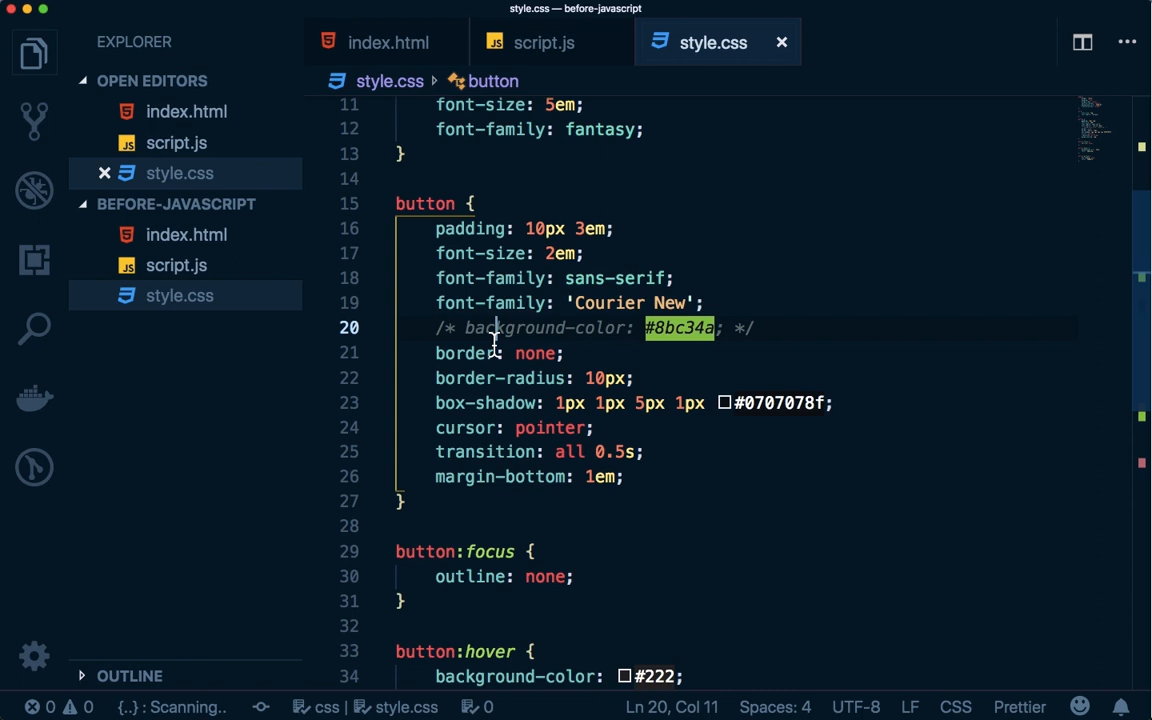 style.css — before-javascript
EXPLORER
OPEN EDITORS
index.html
script.js
style.css
BEFORE-JAVASCRIPT
index.html
script.js
style.css
OUTLINE
index.html
script.js
style.css
style.css button
11 font-size: 5em;
12 font-family: fantasy;
13 }
14
15 button {
16 padding: 10px 3em;
17 font-size: 2em;
18 font-family: sans-serif;
19 font-family: 'Courier New';
20 /* background-color: #8bc34a; */
21 border: none;
22 border-radius: 10px;
23 box-shadow: 1px 1px 5px 1px #0707078f;
24 cursor: pointer;
25 transition: all 0.5s;
26 margin-bottom: 1em;
27 }
28
29 button:focus {
30 outline: none;
31 }
32
33 button:hover {
34 background-color: #222;
0 0 {..} : Scanning.. css | style.css 0 Ln 20, Col 11 Spaces: 4 UTF-8 LF CSS Prettier